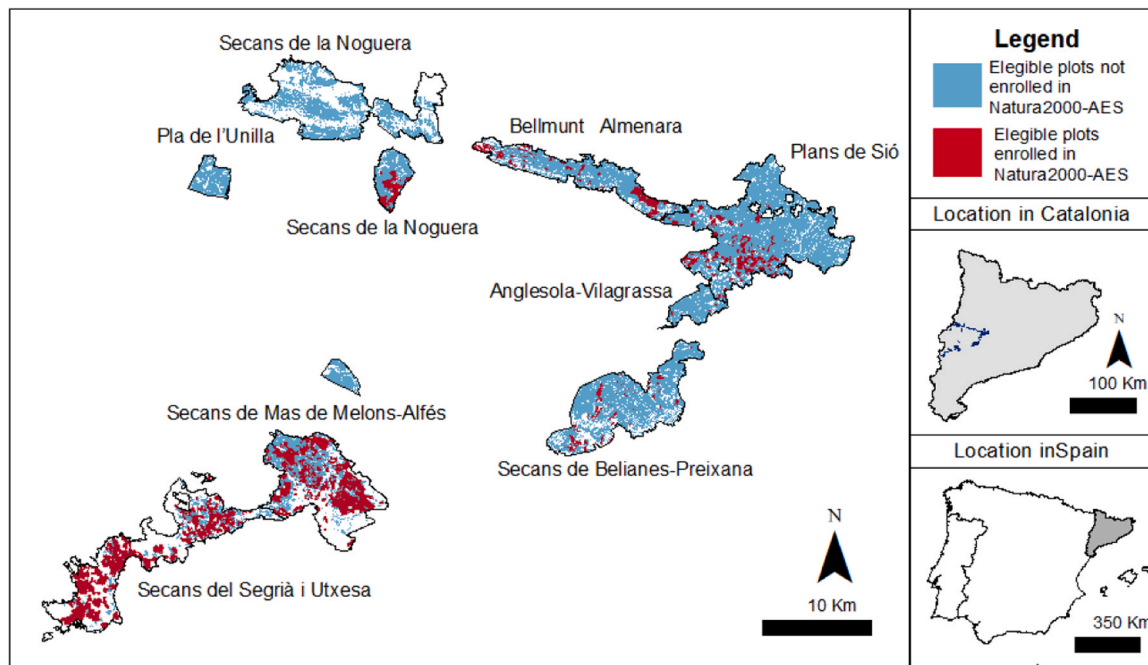 Secans de la Noguera
Pla de l'Unilla
Bellmunt Almenara
Plans de Sió
Secans de la Noguera
Anglesola-Vilagrassa
Secans de Mas de Melons-Alfés
Secans de Belianes-Preixana
Secans del Segrià i Utxesa
N
10 Km
Legend
Elegible plots not
enrolled in
Natura2000-AES
Elegible plots
enrolled in
Natura2000-AES
Location in Catalonia
N
100 Km
Location inSpain
350 Km